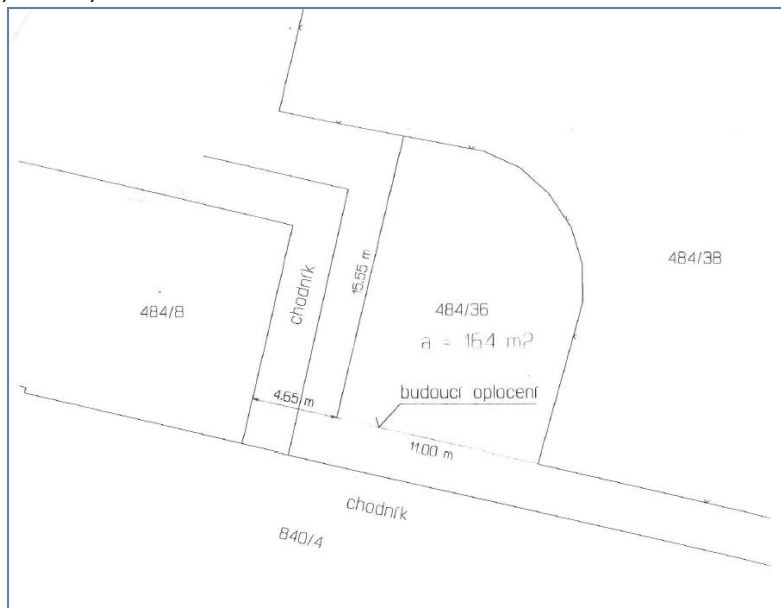 484/38
15.55 m
chodník
484/8
484/36
a = 164 m2
budoucí oplocení
4.65 m
11.00 m
chodník
840/4